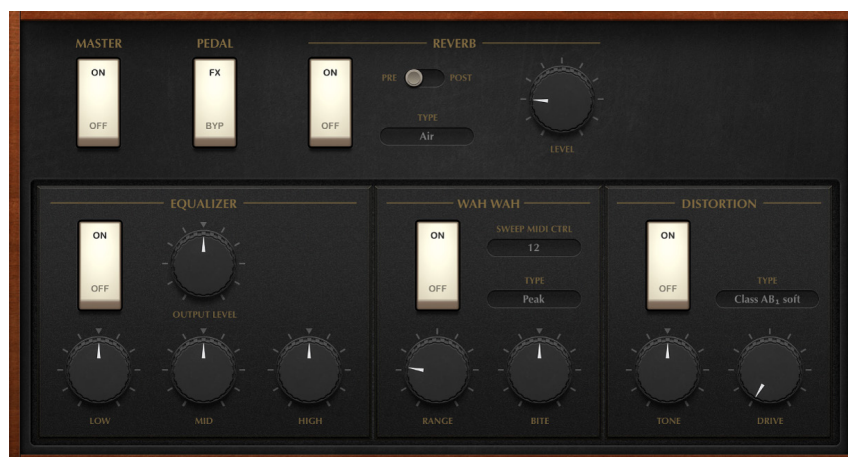 MASTER
PEDAL
REVERB
ON
OFF
FX
BYP
ON
OFF
PRE
POST
TYPE
Air
LEVEL
EQUALIZER
ON
OFF
OUTPUT LEVEL
LOW
MID
HIGH
WAH WAH
ON
OFF
SWEEP MIDI CTRL
12
TYPE
Peak
RANGE
BITE
DISTORTION
ON
OFF
TYPE
Class AB₁ soft
TONE
DRIVE